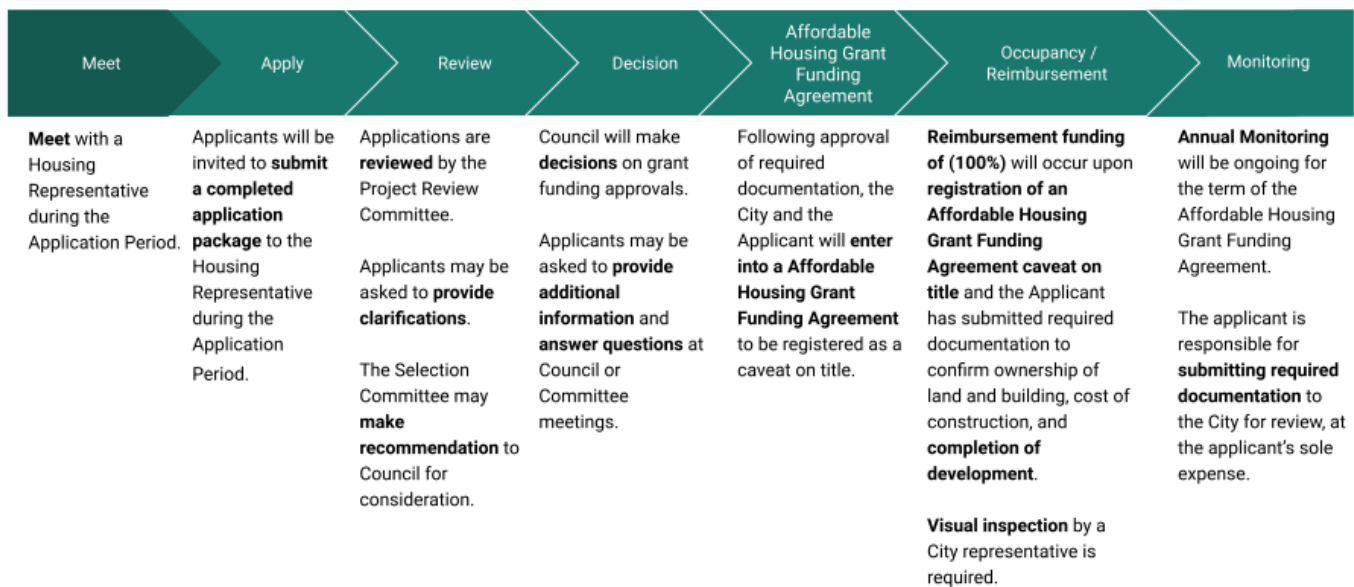 Meet
Apply
Review
Decision
Affordable
Housing Grant
Funding
Agreement
Occupancy /
Reimbursement
Monitoring
Meet with a
Housing
Representative
during the
Application Period.
Applicants will be
invited to submit
a completed
application
package to the
Housing
Representative
during the
Application
Period.
Applications are
reviewed by the
Project Review
Committee.
Applicants may be
asked to provide
clarifications.
The Selection
Committee may
make
recommendation to
Council for
consideration.
Council will make
decisions on grant
funding approvals.
Applicants may be
asked to provide
additional
information and
answer questions at
Council or
Committee
meetings.
Following approval
of required
documentation, the
City and the
Applicant will enter
into a Affordable
Housing Grant
Funding Agreement
to be registered as a
caveat on title.
Reimbursement funding
of (100%) will occur upon
registration of an
Affordable Housing
Grant Funding
Agreement caveat on
title and the Applicant
has submitted required
documentation to
confirm ownership of
land and building, cost of
construction, and
completion of
development.
Visual inspection by a
City representative is
required.
Annual Monitoring
will be ongoing for
the term of the
Affordable Housing
Grant Funding
Agreement.
The applicant is
responsible for
submitting required
documentation to
the City for review, at
the applicant's sole
expense.